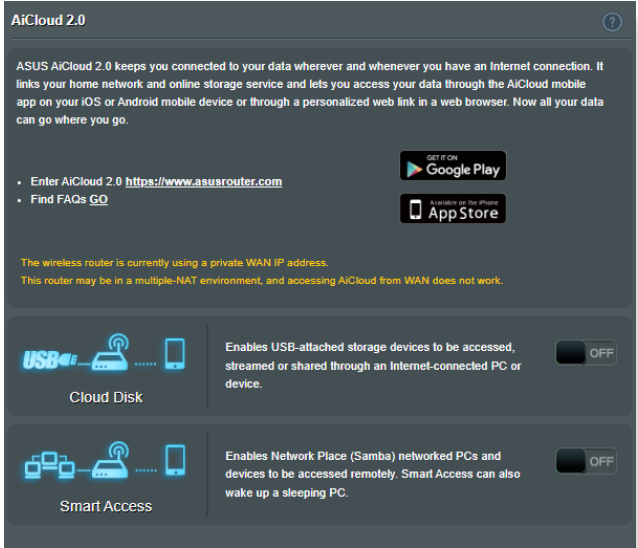 AiCloud 2.0
?
ASUS AiCloud 2.0 keeps you connected to your data wherever and whenever you have an Internet connection. It
links your home network and online storage service and lets you access your data through the AiCloud mobile
app on your iOS or Android mobile device or through a personalized web link in a web browser. Now all your data
can go where you go.
GET IT ON
Google Play
• Enter AiCloud 2.0 https://www.asusrouter.com
• Find FAQs GO
Available on the iPhone
App Store
The wireless router is currently using a private WAN IP address.
This router may be in a multiple-NAT environment, and accessing AiCloud from WAN does not work.
USB
Cloud Disk
Enables USB-attached storage devices to be accessed,
streamed or shared through an Internet-connected PC or
device.
OFF
Smart Access
Enables Network Place (Samba) networked PCs and
devices to be accessed remotely. Smart Access can also
wake up a sleeping PC.
OFF